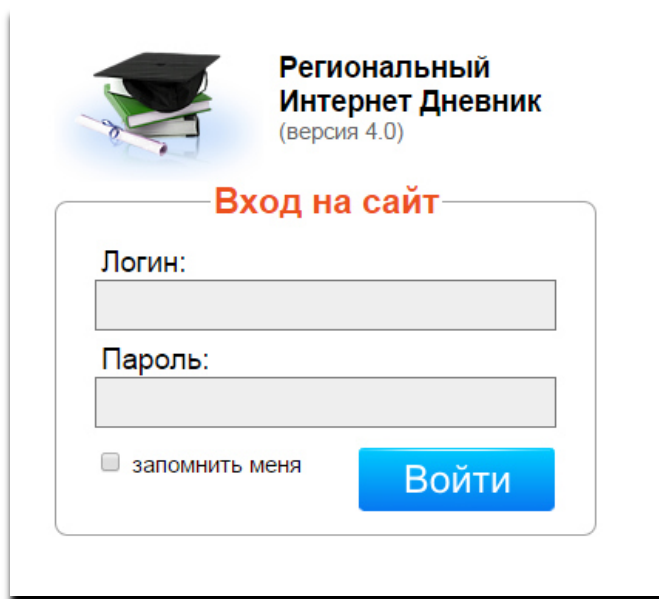 Региональный
Интернет Дневник
(версия 4.0)
Вход на сайт
Логин:
Пароль:
запомнить меня
Войти